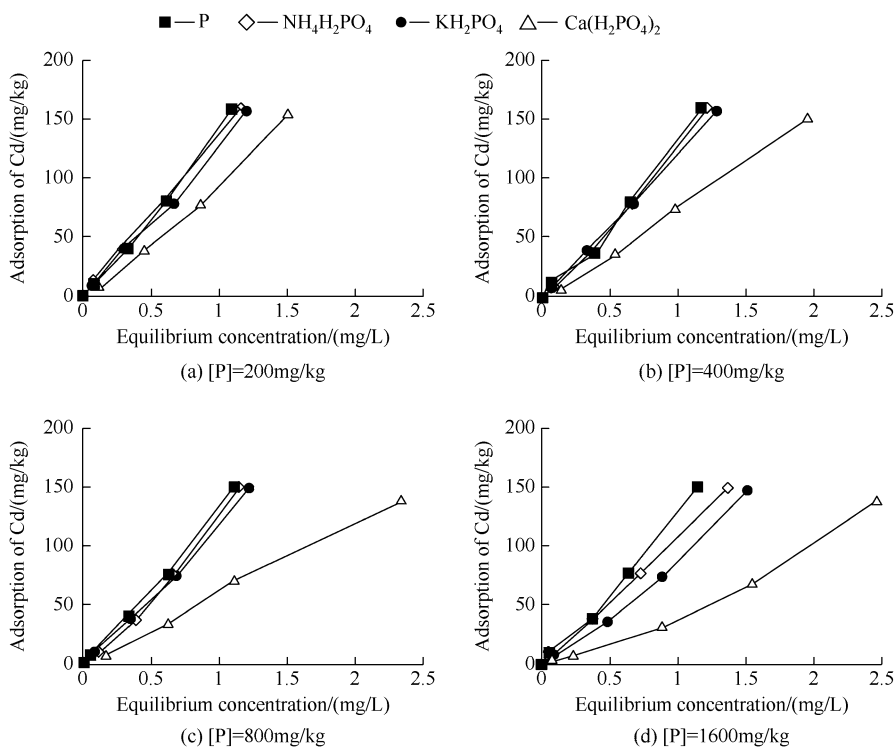 P NH₄H₂PO₄ KH₂PO₄ Ca(H₂PO₄)₂
200
150
100
50
0
Adsorption of Cd/(mg/kg)
0 0.5 1 1.5 2 2.5
Equilibrium concentration/(mg/L)
(a) [P]=200mg/kg
200
150
100
50
0
Adsorption of Cd/(mg/kg)
0 0.5 1 1.5 2 2.5
Equilibrium concentration/(mg/L)
(b) [P]=400mg/kg
200
150
100
50
0
Adsorption of Cd/(mg/kg)
0 0.5 1 1.5 2 2.5
Equilibrium concentration/(mg/L)
(c) [P]=800mg/kg
200
150
100
50
0
Adsorption of Cd/(mg/kg)
0 0.5 1 1.5 2 2.5
Equilibrium concentration/(mg/L)
(d) [P]=1600mg/kg